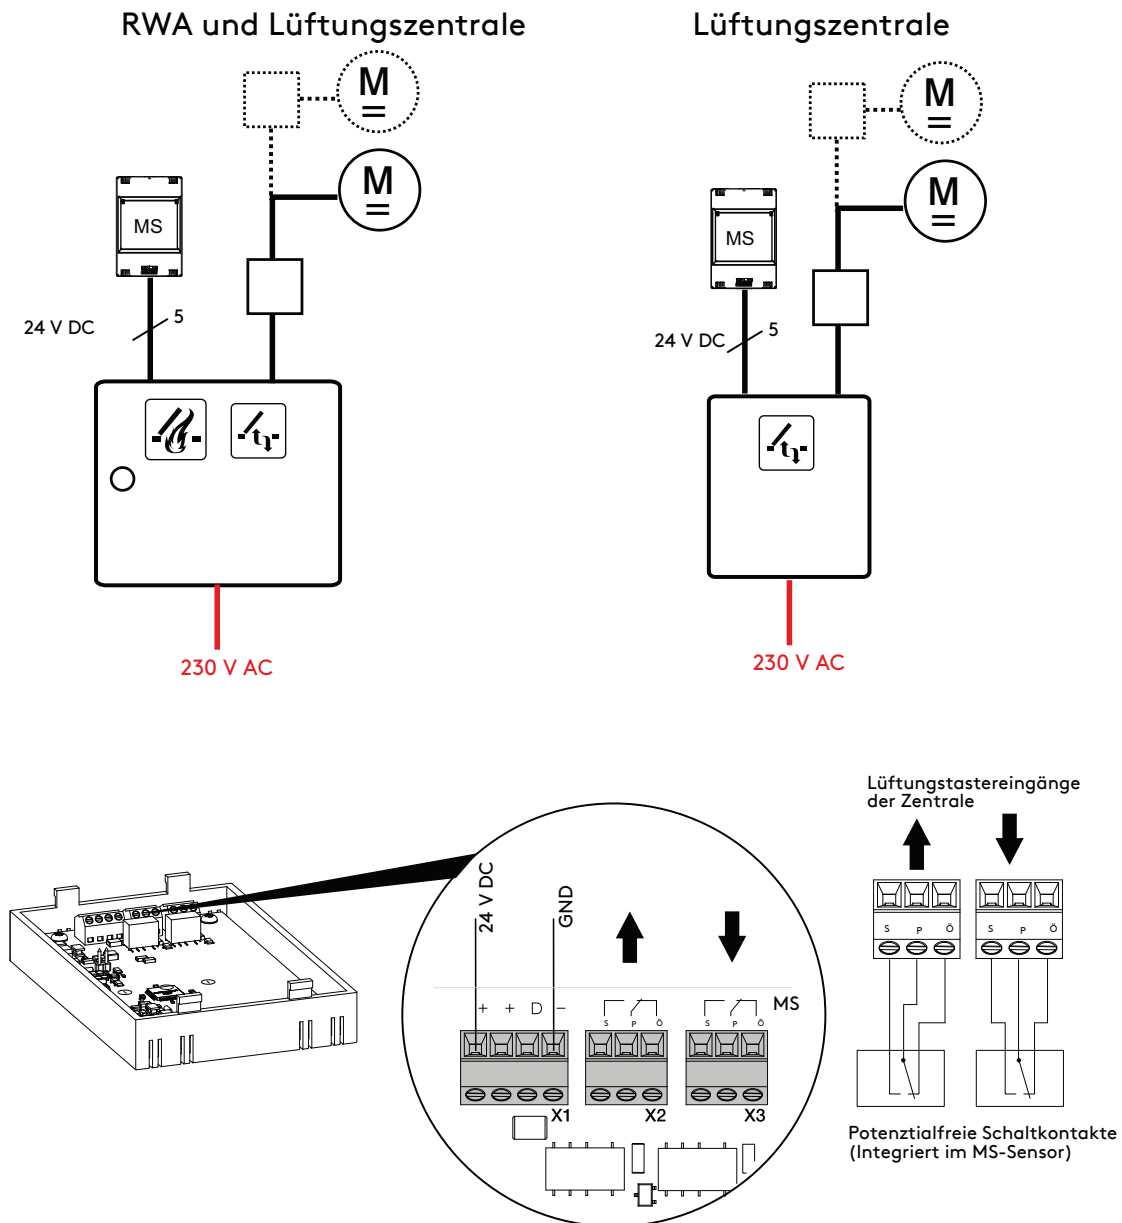 RWA und Lüftungszentrale
Lüftungszentrale
M
M
M
M
MS
MS
24 V DC
5
24 V DC
5
230 V AC
230 V AC
Lüftungstastereingänge
der Zentrale
24 V DC
GND
S P Ö
S P Ö
+ + D −
S P Ö
S P Ö
MS
X1
X2
X3
Potenztialfreie Schaltkontakte
(Integriert im MS-Sensor)